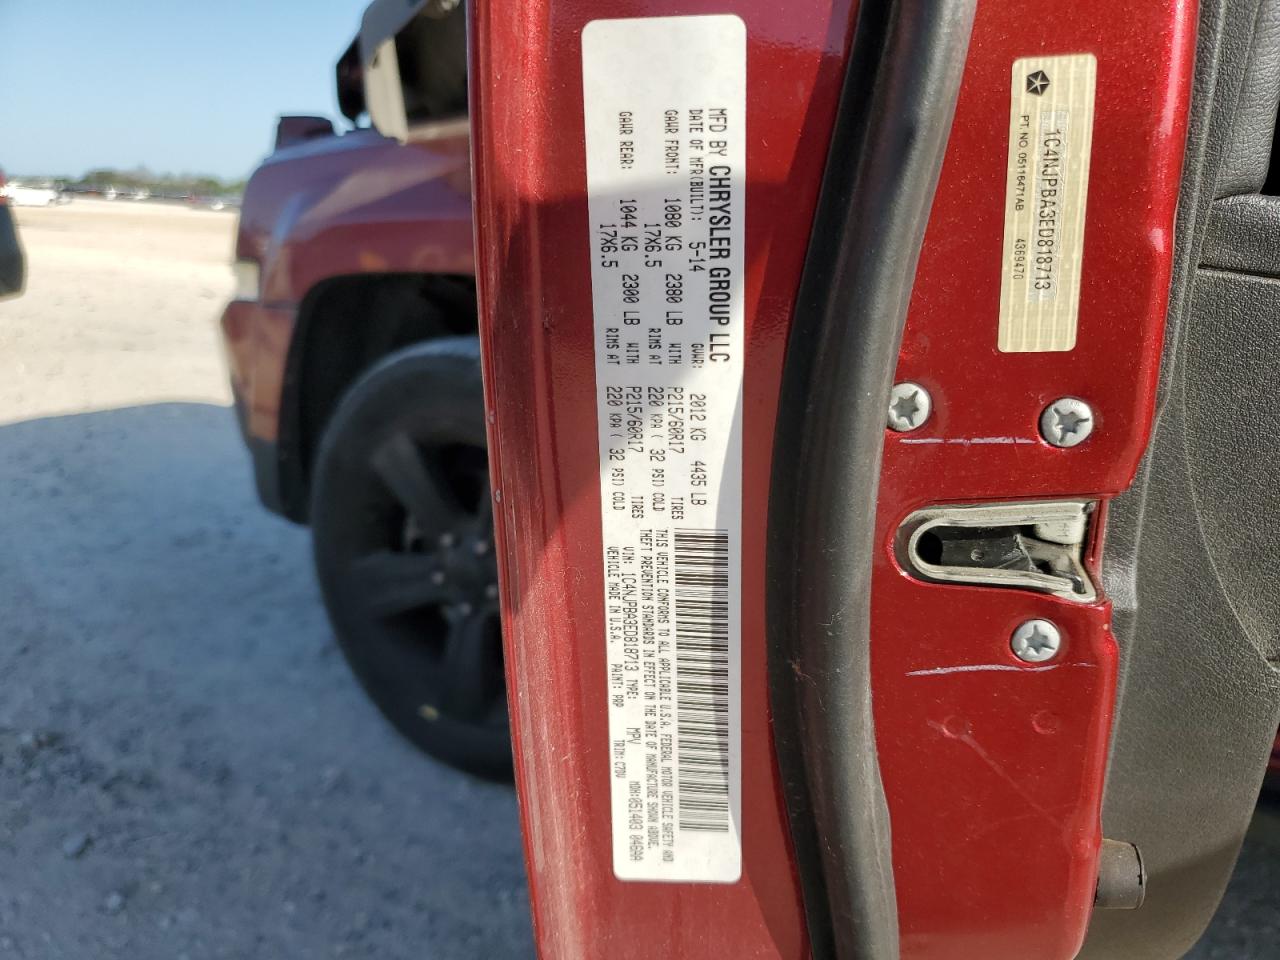 MFD BY CHRYSLER GROUP LLC
DATE OF MFR(BUILT): 5-14 GVWR: 2012 KG 4435 LB
GAWR FRONT: 1080 KG 2380 LB WITH P215/60R17 TIRES
17X6.5 RIMS AT 220 KPA ( 32 PSI) COLD
GAWR REAR: 1044 KG 2300 LB WITH P215/60R17 TIRES
17X6.5 RIMS AT 220 KPA ( 32 PSI) COLD
THIS VEHICLE CONFORMS TO ALL APPLICABLE U.S.A. FEDERAL MOTOR VEHICLE SAFETY AND
THEFT PREVENTION STANDARDS IN EFFECT ON THE DATE OF MANUFACTURE SHOWN ABOVE.
VIN: 1C4NJPBA3ED818713 TYPE: MPV MDH:051403 046AA
VEHICLE MADE IN U.S.A. PAINT: PRP TRIM: C7DV
1C4NJPBA3ED818713
PT. NO. 05116471AB 4369470